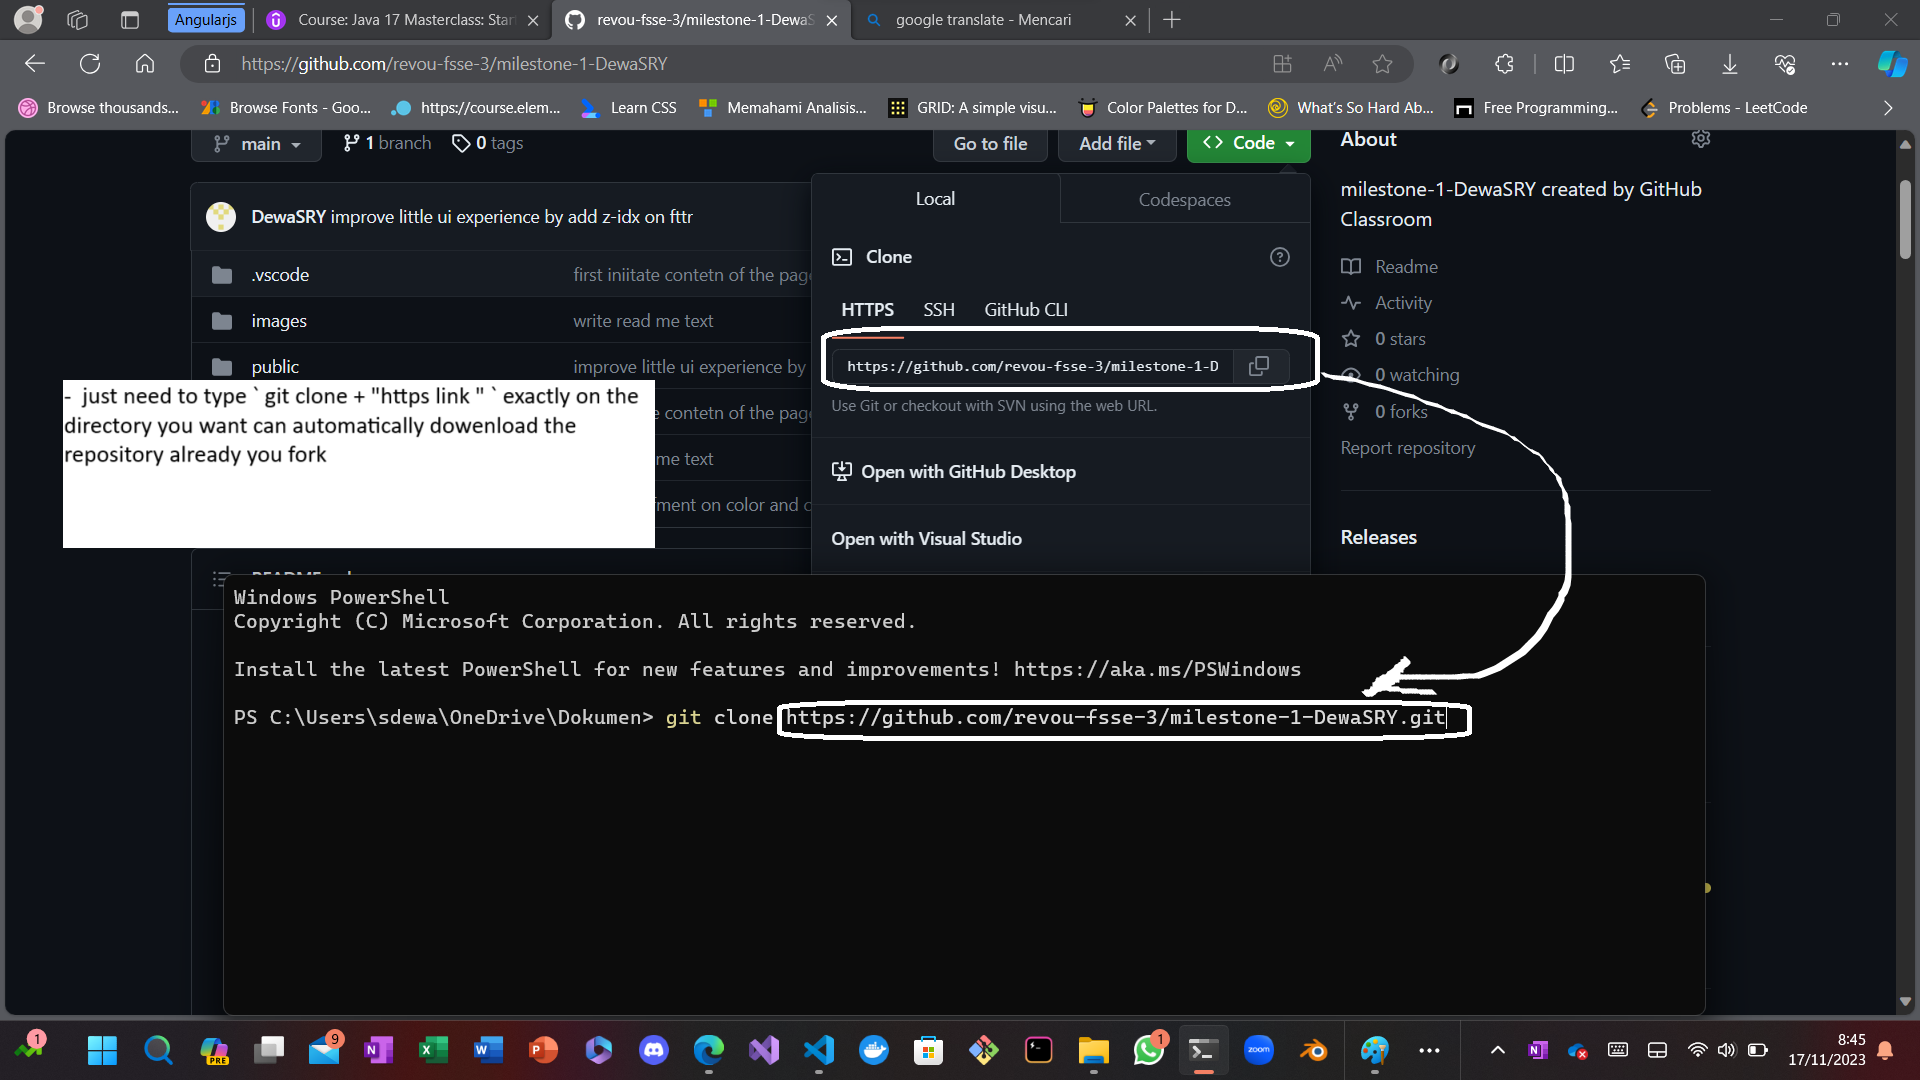 Angularjs
Course: Java 17 Masterclass: Star
revou-fsse-3/milestone-1-DewaS
google translate - Mencari
https://github.com/revou-fsse-3/milestone-1-DewaSRY
Browse thousands...
Browse Fonts - Goo...
https://course.elem...
Learn CSS
Memahami Analisis...
GRID: A simple visu...
Color Palettes for D...
What's So Hard Ab...
Free Programming...
Problems - LeetCode
main
1 branch
0 tags
Go to file
Add file
<> Code
About
milestone-1-DewaSRY created by GitHub
Classroom
Readme
Activity
0 stars
0 watching
0 forks
Report repository
Releases
DewaSRY improve little ui experience by add z-idx on fttr
.vscode
first iniitate contetn of the pag
images
write read me text
public
improve little ui experience by
e contetn of the pag
me text
ment on color and c
Local
Codespaces
Clone
HTTPS
SSH
GitHub CLI
https://github.com/revou-fsse-3/milestone-1-D
Use Git or checkout with SVN using the web URL.
Open with GitHub Desktop
Open with Visual Studio
- just need to type ` git clone + "https link " ` exactly on the
directory you want can automatically dowenload the
repository already you fork
Windows PowerShell
Copyright (C) Microsoft Corporation. All rights reserved.
Install the latest PowerShell for new features and improvements! https://aka.ms/PSWindows
PS C:\Users\sdewa\OneDrive\Dokumen> git clone https://github.com/revou-fsse-3/milestone-1-DewaSRY.git
1
PRE
9
1
zoom
8:45
17/11/2023